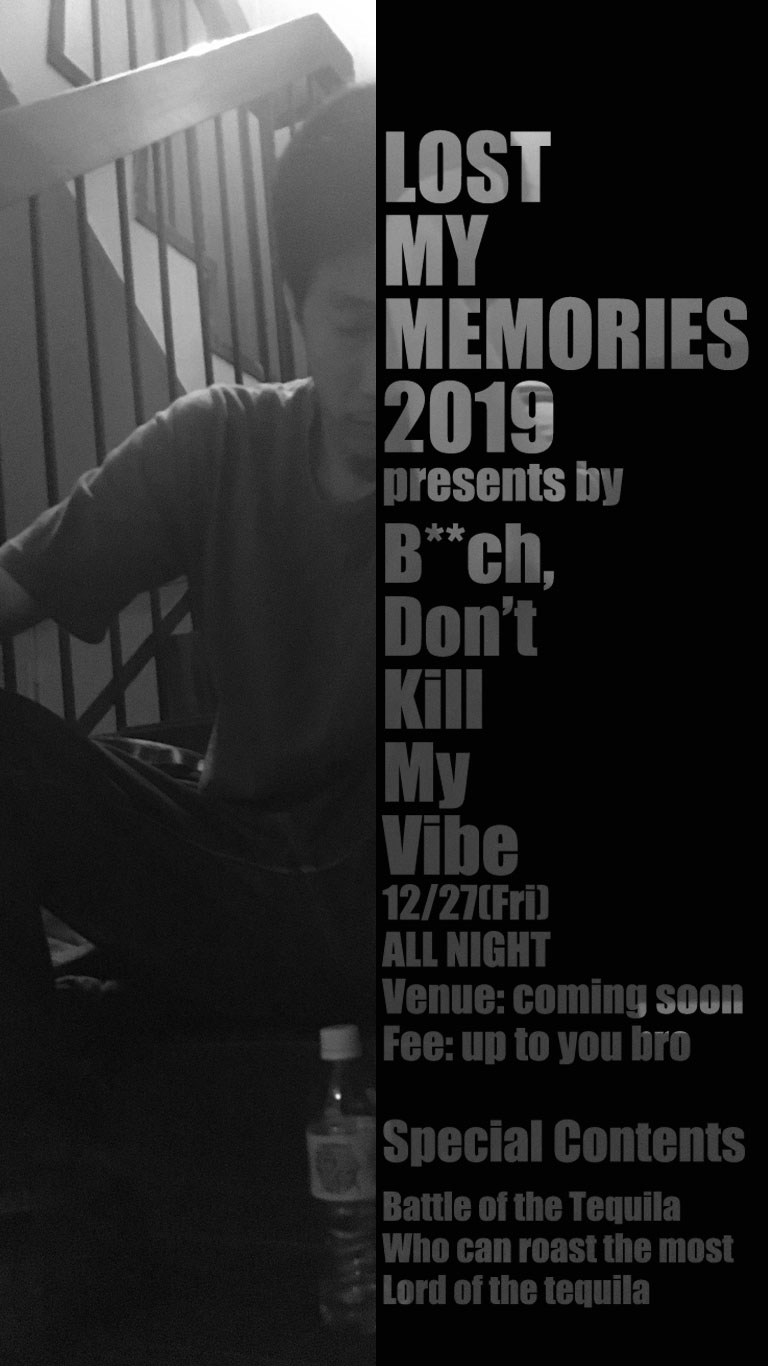 LOST
MY
MEMORIES
2019
presents by
B**ch,
Don’t
Kill
My
Vibe
12/27(Fri)
ALL NIGHT
Venue: coming soon
Fee: up to you bro
Special Contents
Battle of the Tequila
Who can roast the most
Lord of the tequila